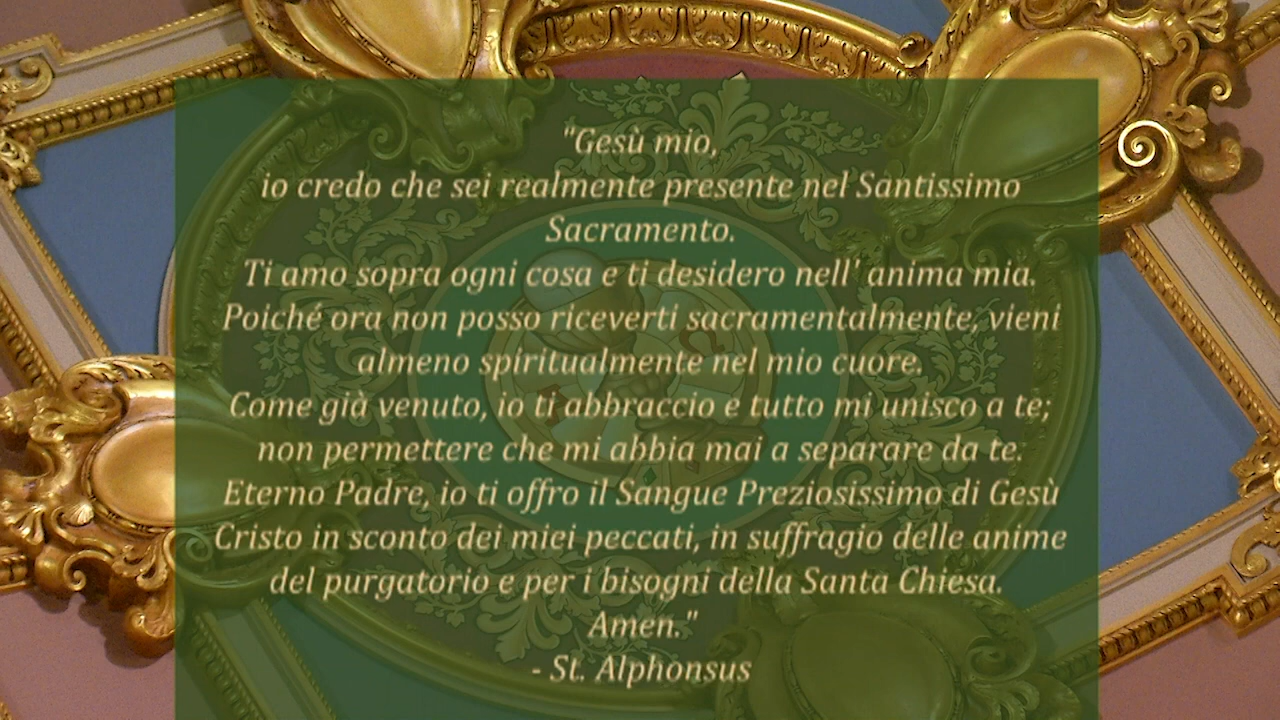 "Gesù mio,
io credo che sei realmente presente nel Santissimo
Sacramento.
Ti amo sopra ogni cosa e ti desidero nell' anima mia.
Poiché ora non posso riceverti sacramentalmente, vieni
almeno spiritualmente nel mio cuore.
Come già venuto, io ti abbraccio e tutto mi unisco a te;
non permettere che mi abbia mai a separare da te.
Eterno Padre, io ti offro il Sangue Preziosissimo di Gesù
Cristo in sconto dei miei peccati, in suffragio delle anime
del purgatorio e per i bisogni della Santa Chiesa.
Amen."
- St. Alphonsus